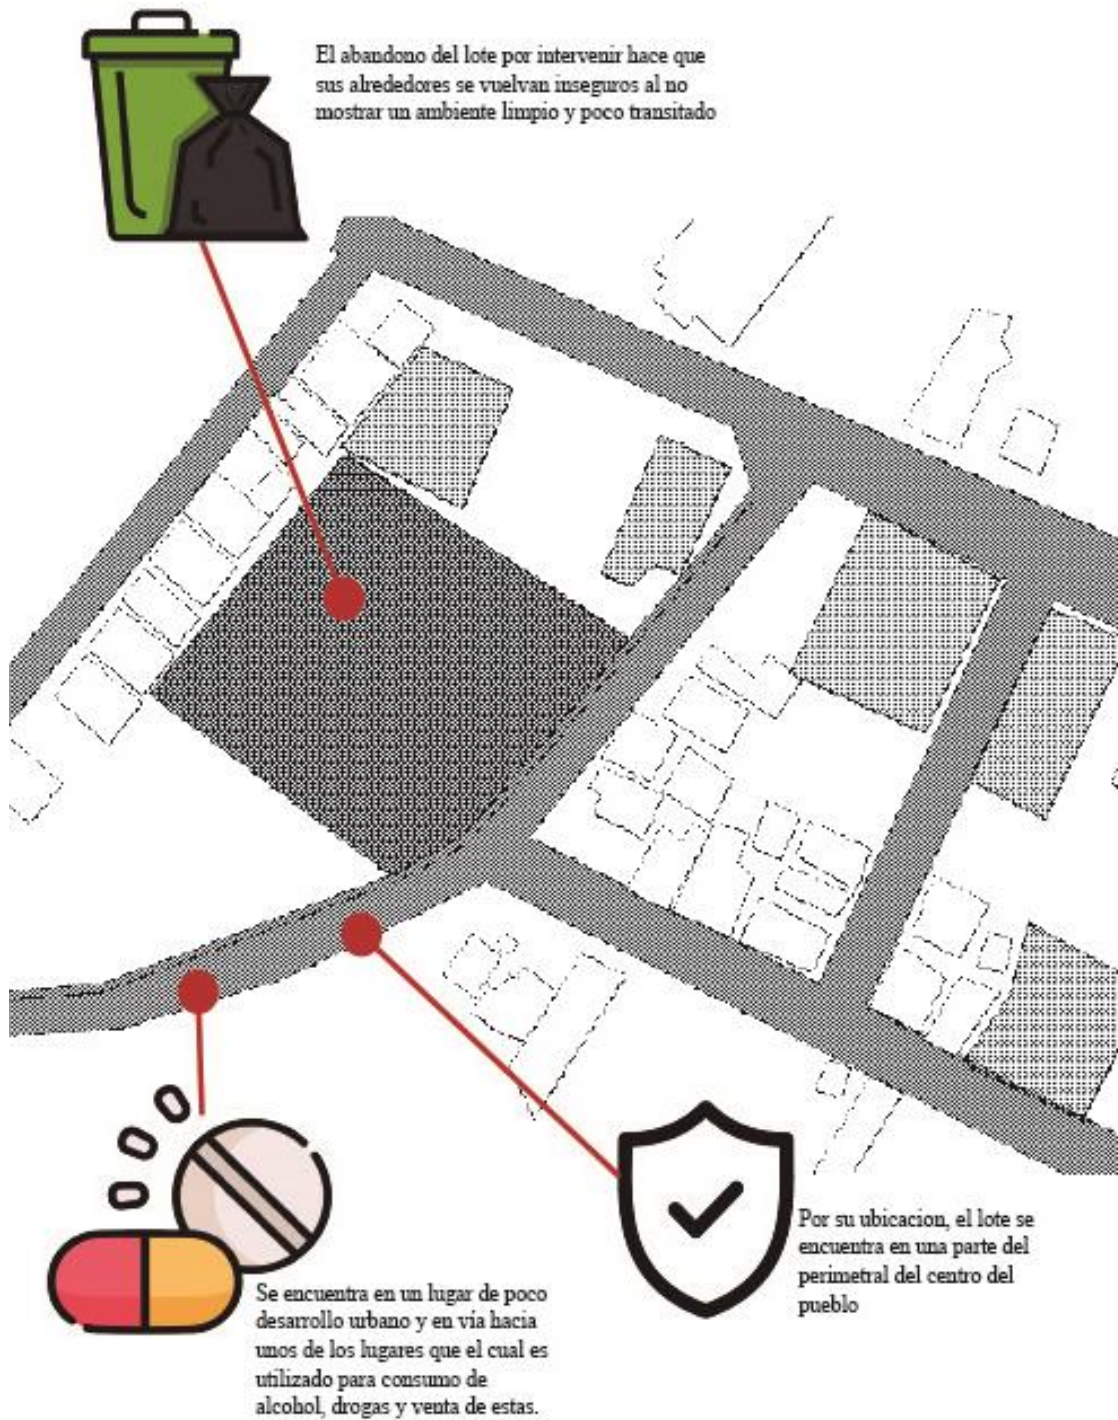 El abandono del lote por intervenir hace que
sus alrededores se vuelvan inseguros al no
mostrar un ambiente limpio y poco transitado
Se encuentra en un lugar de poco
desarrollo urbano y en vía hacia
unos de los lugares que el cual es
utilizado para consumo de
alcohol, drogas y venta de estas.
Por su ubicacion, el lote se
encuentra en una parte del
perimetral del centro del
pueblo